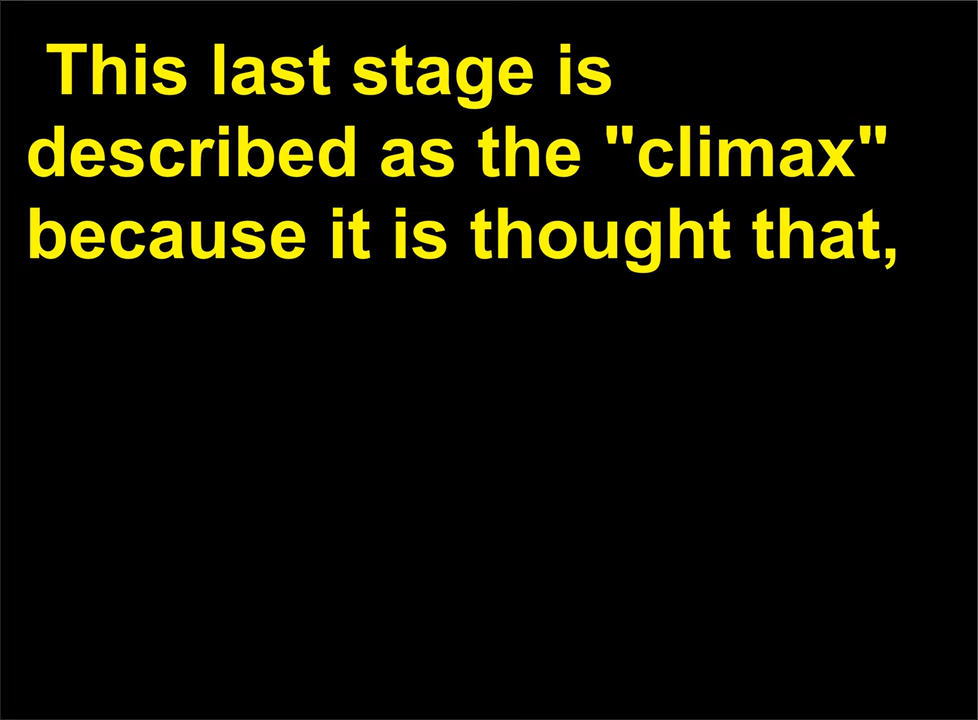 This last stage is
described as the "climax"
because it is thought that,